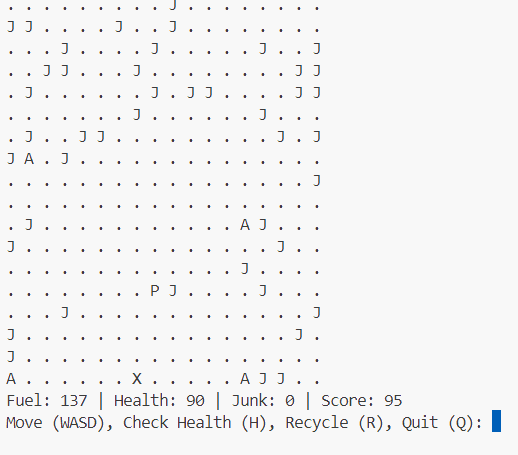 . . . . . . . . . J . . . . . . . .
J J . . . . J . . J . . . . . . . .
. . . J . . . . J . . . . . J . . J
. . J J . . . J . . . . . . . . J J
. J . . . . . . J . J J . . . . J J
. . . . . . . J . . . . . . J . . .
. J . . J J . . . . . . . . . J . J
J A . J . . . . . . . . . . . . . .
. . . . . . . . . . . . . . . . . J
. . . . . . . . . . . . . . . . . .
. J . . . . . . . . . . . A J . . .
J . . . . . . . . . . . . . . J . .
. . . . . . . . . . . . . J . . . .
. . . . . . . . P J . . . . J . . .
. . . J . . . . . . . . . . . . . J
J . . . . . . . . . . . . . . . J .
J . . . . . . . . . . . . . . . . .
A . . . . . . X . . . . . A J J . .
Fuel: 137 | Health: 90 | Junk: 0 | Score: 95
Move (WASD), Check Health (H), Recycle (R), Quit (Q):